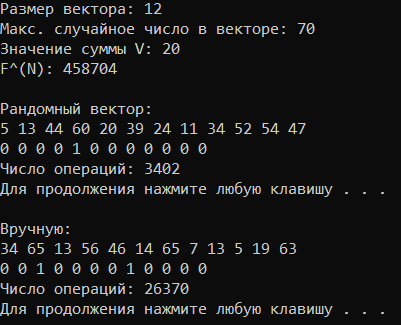 Размер вектора: 12
Макс. случайное число в векторе: 70
Значение суммы V: 20
F^(N): 458704
Рандомный вектор:
5 13 44 60 20 39 24 11 34 52 54 47
0 0 0 0 1 0 0 0 0 0 0 0
Число операций: 3402
Для продолжения нажмите любую клавишу . . .
Вручную:
34 65 13 56 46 14 65 7 13 5 19 63
0 0 1 0 0 0 0 1 0 0 0 0
Число операций: 26370
Для продолжения нажмите любую клавишу . . .